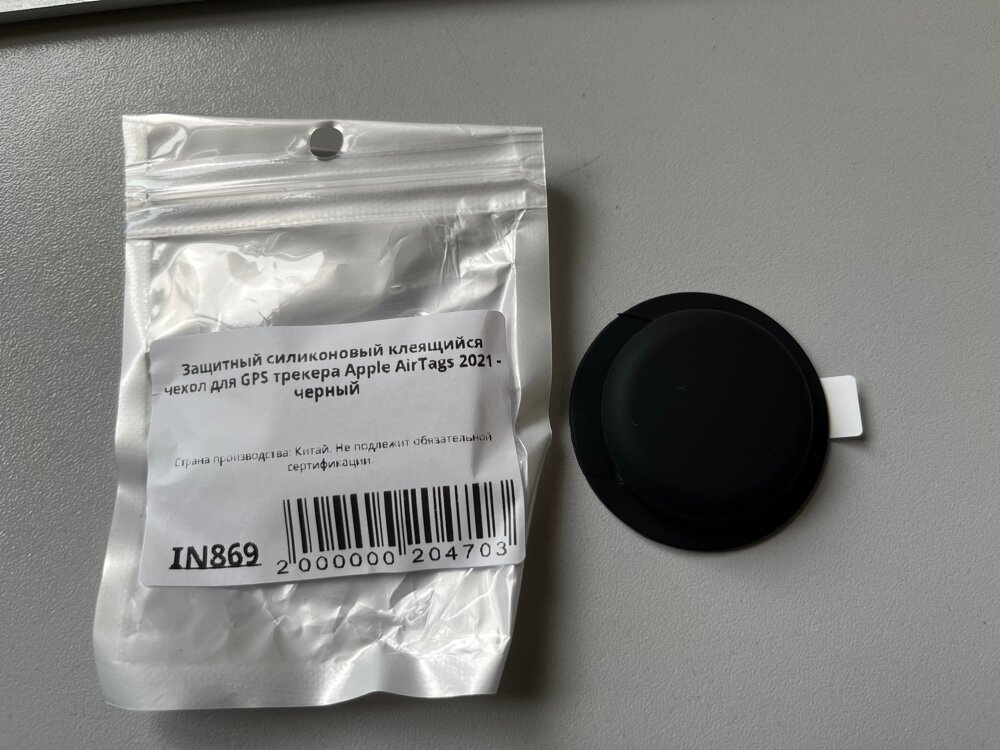 Защитный силиконовый клеящийся
чехол для GPS трекера Apple AirTags 2021 -
черный
Страна производства: Китай. Не подлежит обязательной
сертификации.
IN869
2 000000 204703